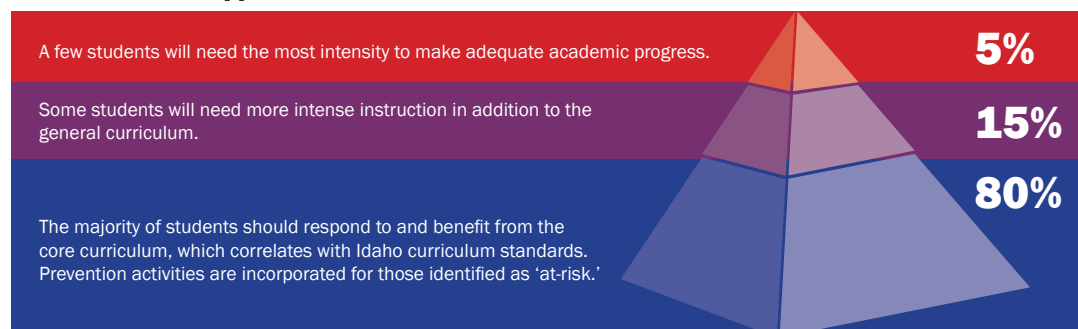 A few students will need the most intensity to make adequate academic progress.
5%
Some students will need more intense instruction in addition to the
general curriculum.
15%
80%
The majority of students should respond to and benefit from the
core curriculum, which correlates with Idaho curriculum standards.
Prevention activities are incorporated for those identified as ‘at-risk.’